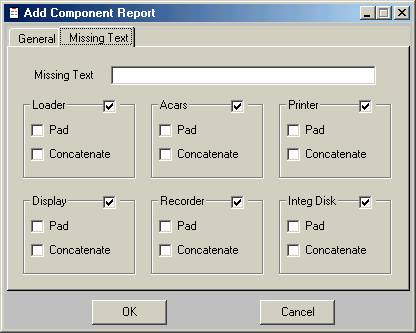 Add Component Report
General Missing Text
Missing Text
Loader Acars Printer
Pad Pad Pad
Concatenate Concatenate Concatenate
Display Recorder Integ Disk
Pad Pad Pad
Concatenate Concatenate Concatenate
OK Cancel